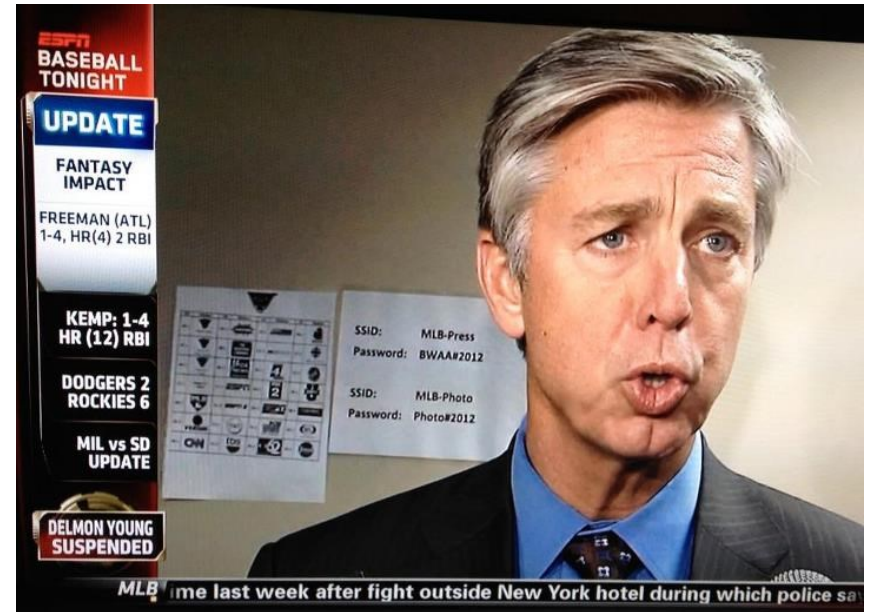 ESPN
BASEBALL
TONIGHT
UPDATE
FANTASY
IMPACT
FREEMAN (ATL)
1-4, HR(4) 2 RBI
KEMP: 1-4
HR (12) RBI
DODGERS 2
ROCKIES 6
MIL vs SD
UPDATE
DELMON YOUNG
SUSPENDED
SSID: MLB-Press
Password: BWAA#2012
SSID: MLB-Photo
Password: Photo#2012
ESPN
2
CNN
MLB ime last week after fight outside New York hotel during which police sa